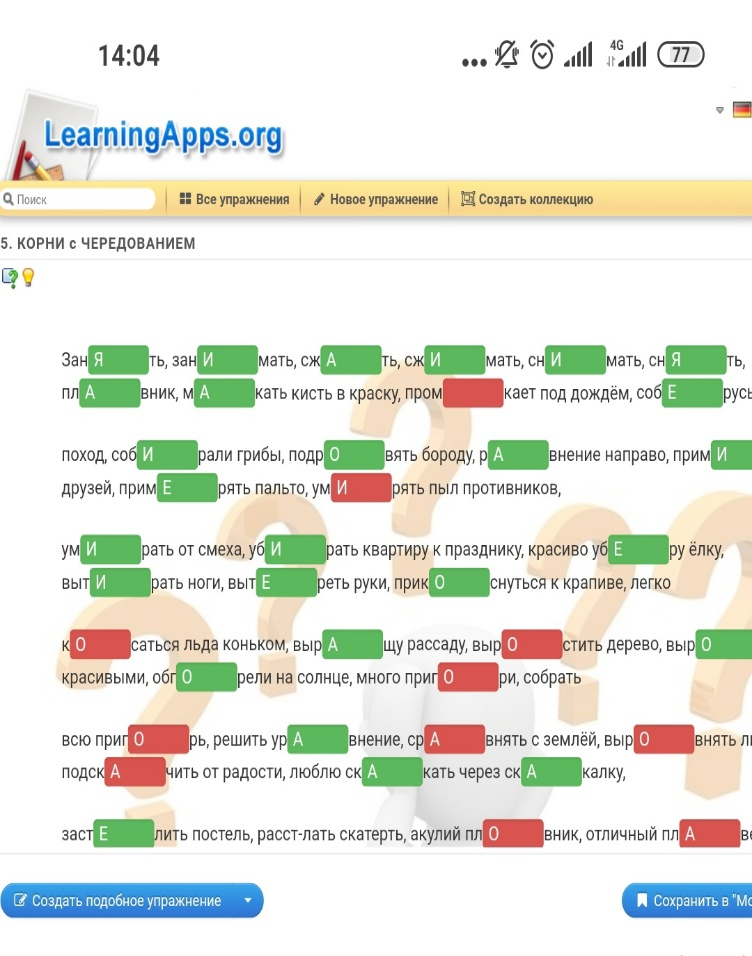 14:04 ... 4G 77
LearningApps.org
Поиск Все упражнения Новое упражнение Создать коллекцию
5. КОРНИ с ЧЕРЕДОВАНИЕМ
ЗанЯть, занИмать, сжАть, сжИмать, снИмать, снЯть,
плАвник, мАкать кисть в краску, пром кает под дождём, собЕрусь
поход, собИрали грибы, подрОвять бороду, рАвнение направо, примИ
друзей, примЕрять пальто, умИрять пыл противников,
умИрать от смеха, убИрать квартиру к празднику, красиво убЕру ёлку,
вытИрать ноги, вытЕреть руки, прикОснуться к крапиве, легко
кОсаться льда коньком, вырАщу рассаду, вырОстить дерево, вырО
красивыми, обгОрели на солнце, много пригОри, собрать
всю пригОрь, решить урАвнение, срАвнять с землёй, вырОвнять
подскАчить от радости, люблю скАкать через скАкалку,
застЕлить постель, расст-лать скатерть, акулий плОвник, отличный плА
Создать подобное упражнение Сохранить в